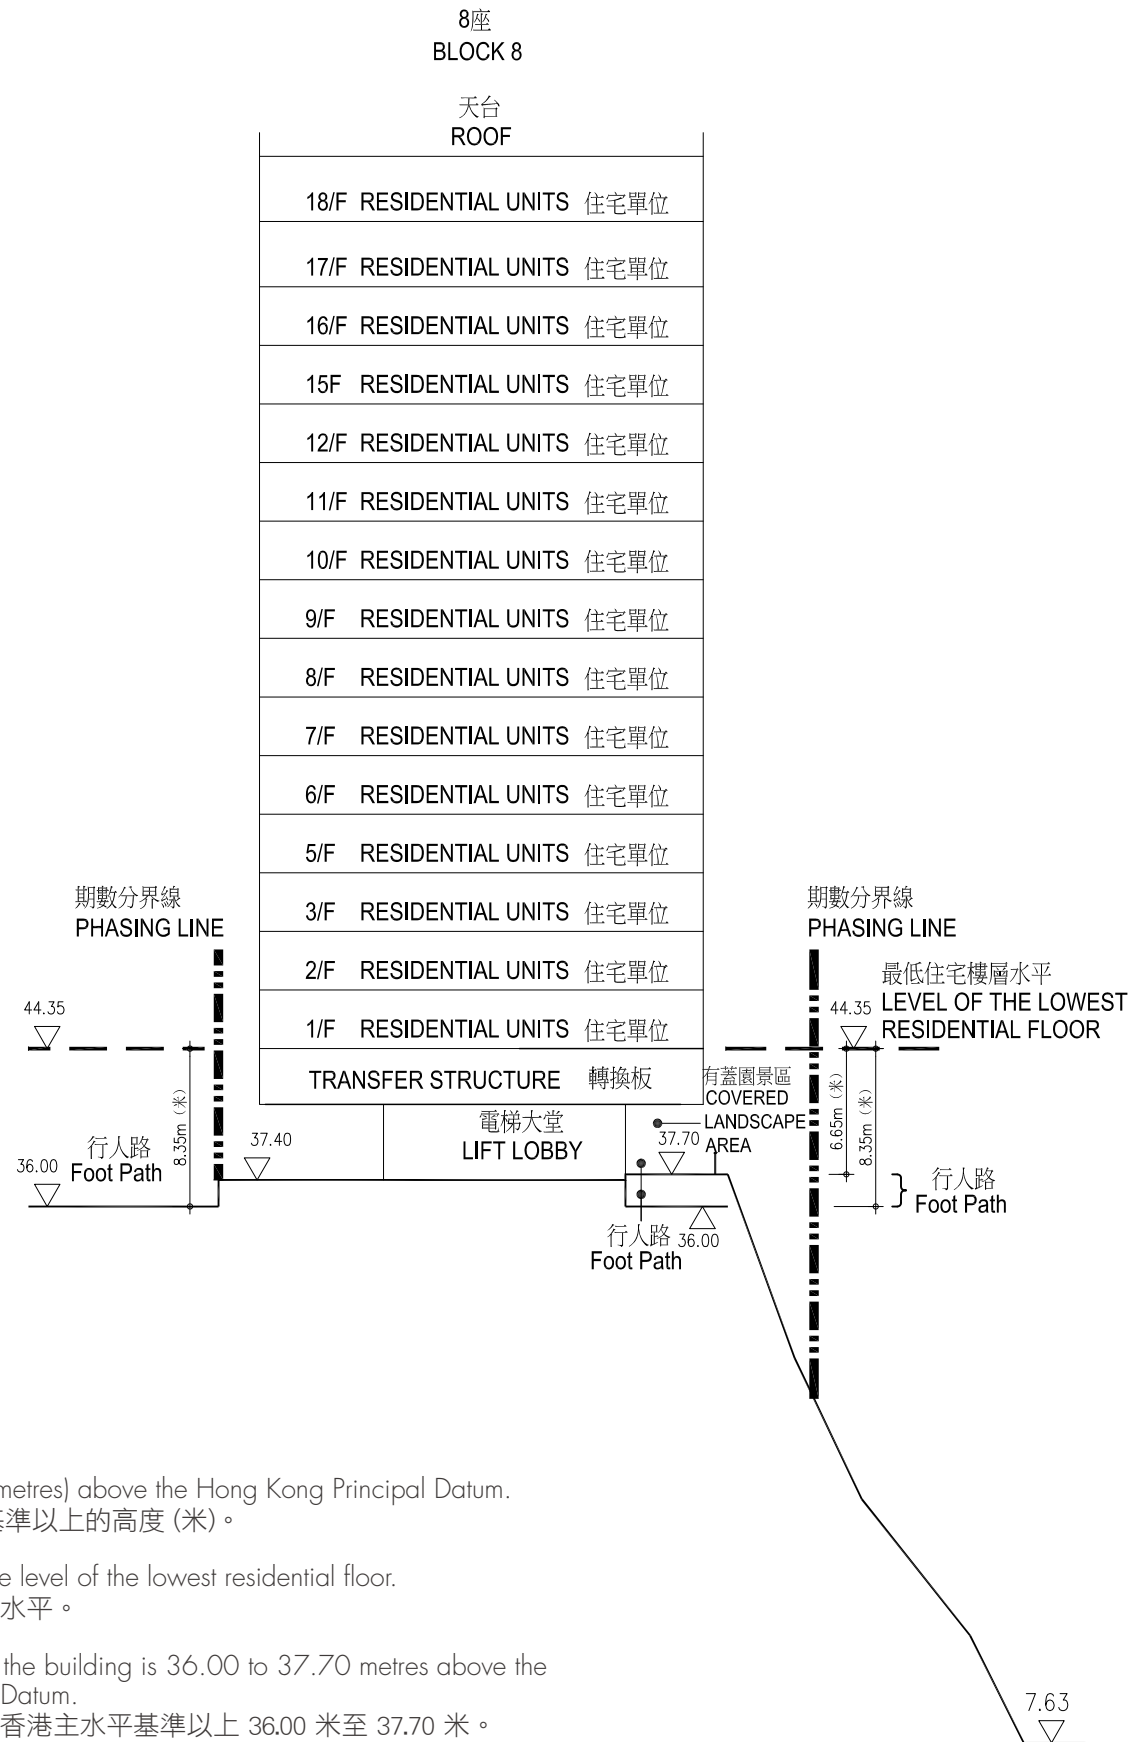 8座
BLOCK 8
天台
ROOF
18/F RESIDENTIAL UNITS 住宅單位
17/F RESIDENTIAL UNITS 住宅單位
16/F RESIDENTIAL UNITS 住宅單位
15F RESIDENTIAL UNITS 住宅單位
12/F RESIDENTIAL UNITS 住宅單位
11/F RESIDENTIAL UNITS 住宅單位
10/F RESIDENTIAL UNITS 住宅單位
9/F RESIDENTIAL UNITS 住宅單位
8/F RESIDENTIAL UNITS 住宅單位
7/F RESIDENTIAL UNITS 住宅單位
6/F RESIDENTIAL UNITS 住宅單位
5/F RESIDENTIAL UNITS 住宅單位
3/F RESIDENTIAL UNITS 住宅單位
2/F RESIDENTIAL UNITS 住宅單位
1/F RESIDENTIAL UNITS 住宅單位
TRANSFER STRUCTURE 轉換板
電梯大堂
LIFT LOBBY
期數分界線
PHASING LINE
44.35
8.35m (米)
行人路
Foot Path
36.00
37.40
期數分界線
PHASING LINE
最低住宅樓層水平
LEVEL OF THE LOWEST
RESIDENTIAL FLOOR
44.35
有蓋園景區
COVERED
LANDSCAPE
AREA
37.70
6.65m (米)
8.35m (米)
行人路
Foot Path
行人路
Foot Path
36.00
metres) above the Hong Kong Principal Datum.
基準以上的高度 (米)。
e level of the lowest residential floor.
水平。
the building is 36.00 to 37.70 metres above the
Datum.
香港主水平基準以上 36.00 米至 37.70 米。
7.63